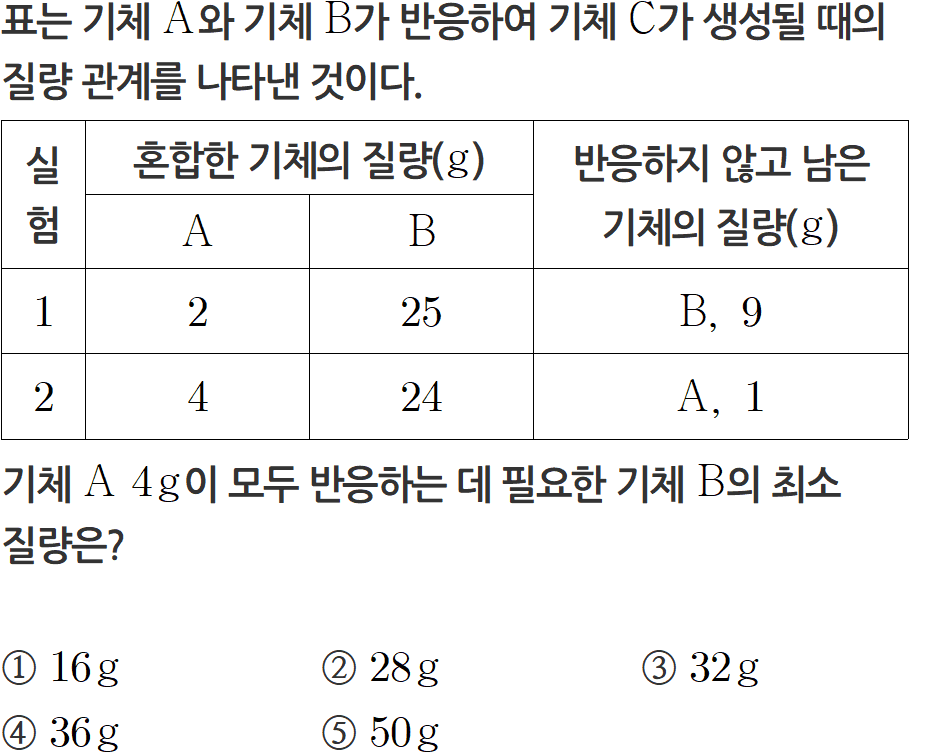 표는 기체 A와 기체 B가 반응하여 기체 C가 생성될 때의
질량 관계를 나타낸 것이다.
실험 혼합한 기체의 질량(g) 반응하지 않고 남은 기체의 질량(g)
A B
1 2 25 B, 9
2 4 24 A, 1
기체 A 4g이 모두 반응하는 데 필요한 기체 B의 최소
질량은?
① 16g ② 28g ③ 32g
④ 36g ⑤ 50g